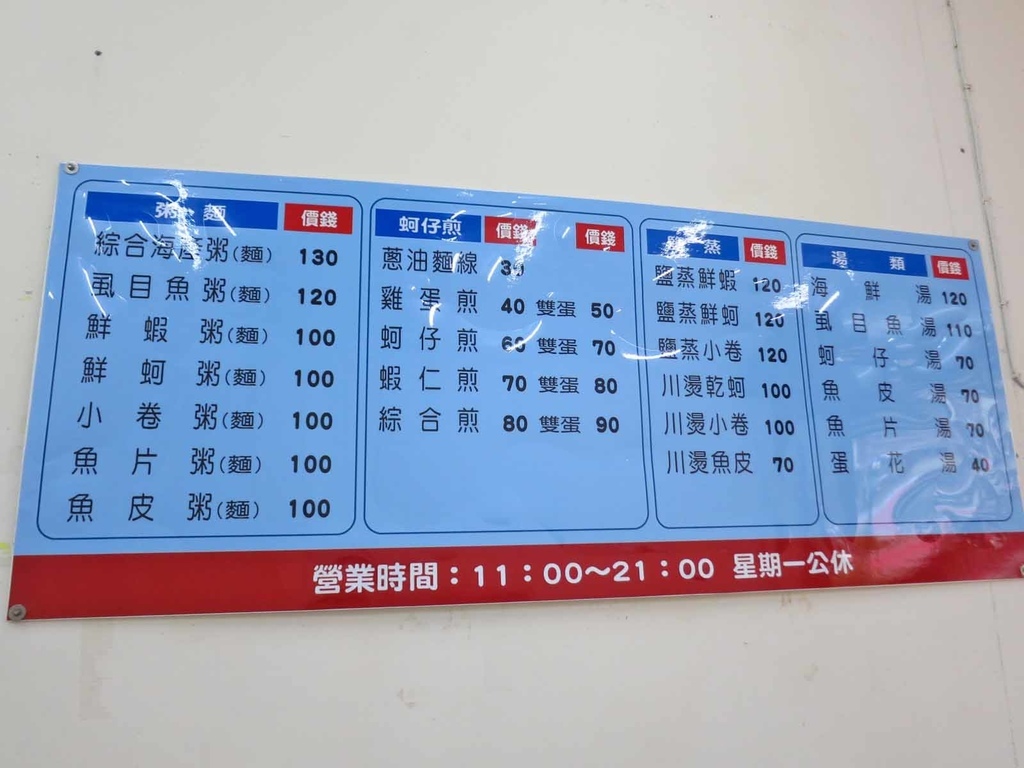 粥 麵 價錢
綜合海產粥(麵) 130
虱目魚粥(麵) 120
鮮蝦粥(麵) 100
鮮蚵粥(麵) 100
小卷粥(麵) 100
魚片粥(麵) 100
魚皮粥(麵) 100
蚵仔煎 價錢 價錢
蔥油麵線 30
雞蛋煎 40 雙蛋 50
蚵仔煎 60 雙蛋 70
蝦仁煎 70 雙蛋 80
綜合煎 80 雙蛋 90
蒸 價錢
鹽蒸鮮蝦 120
鹽蒸鮮蚵 120
鹽蒸小卷 120
川燙乾蚵 100
川燙小卷 100
川燙魚皮 70
湯類 價錢
海鮮湯 120
虱目魚湯 110
蚵仔湯 70
魚皮湯 70
魚片湯 70
蛋花湯 40
營業時間：11：00～21：00 星期一公休